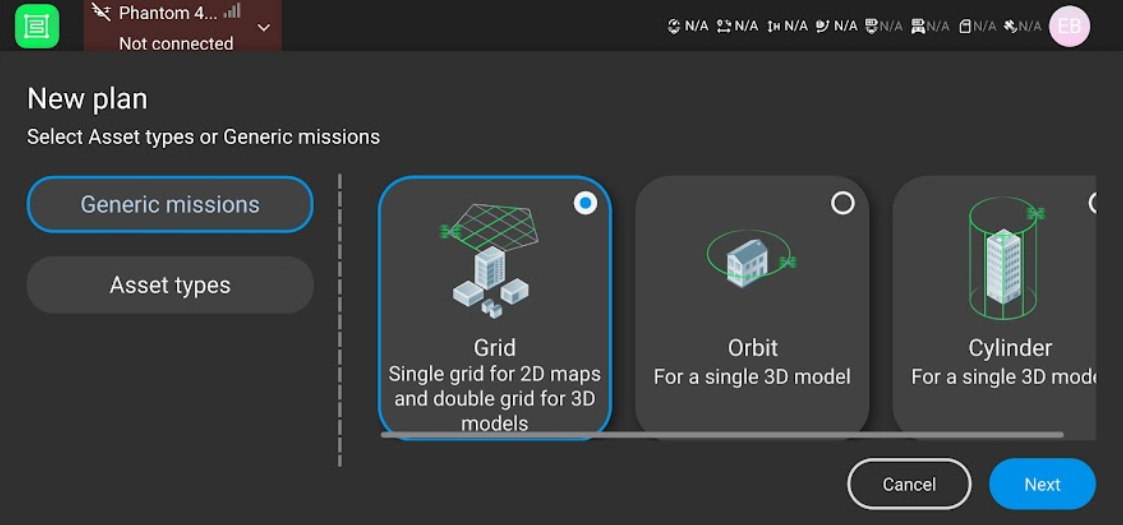 Phantom 4...
Not connected
N/A N/A N/A N/A N/A N/A N/A N/A
EB
New plan
Select Asset types or Generic missions
Generic missions
Asset types
Grid
Single grid for 2D maps
and double grid for 3D
models
Orbit
For a single 3D model
Cylinder
For a single 3D mode
Cancel
Next